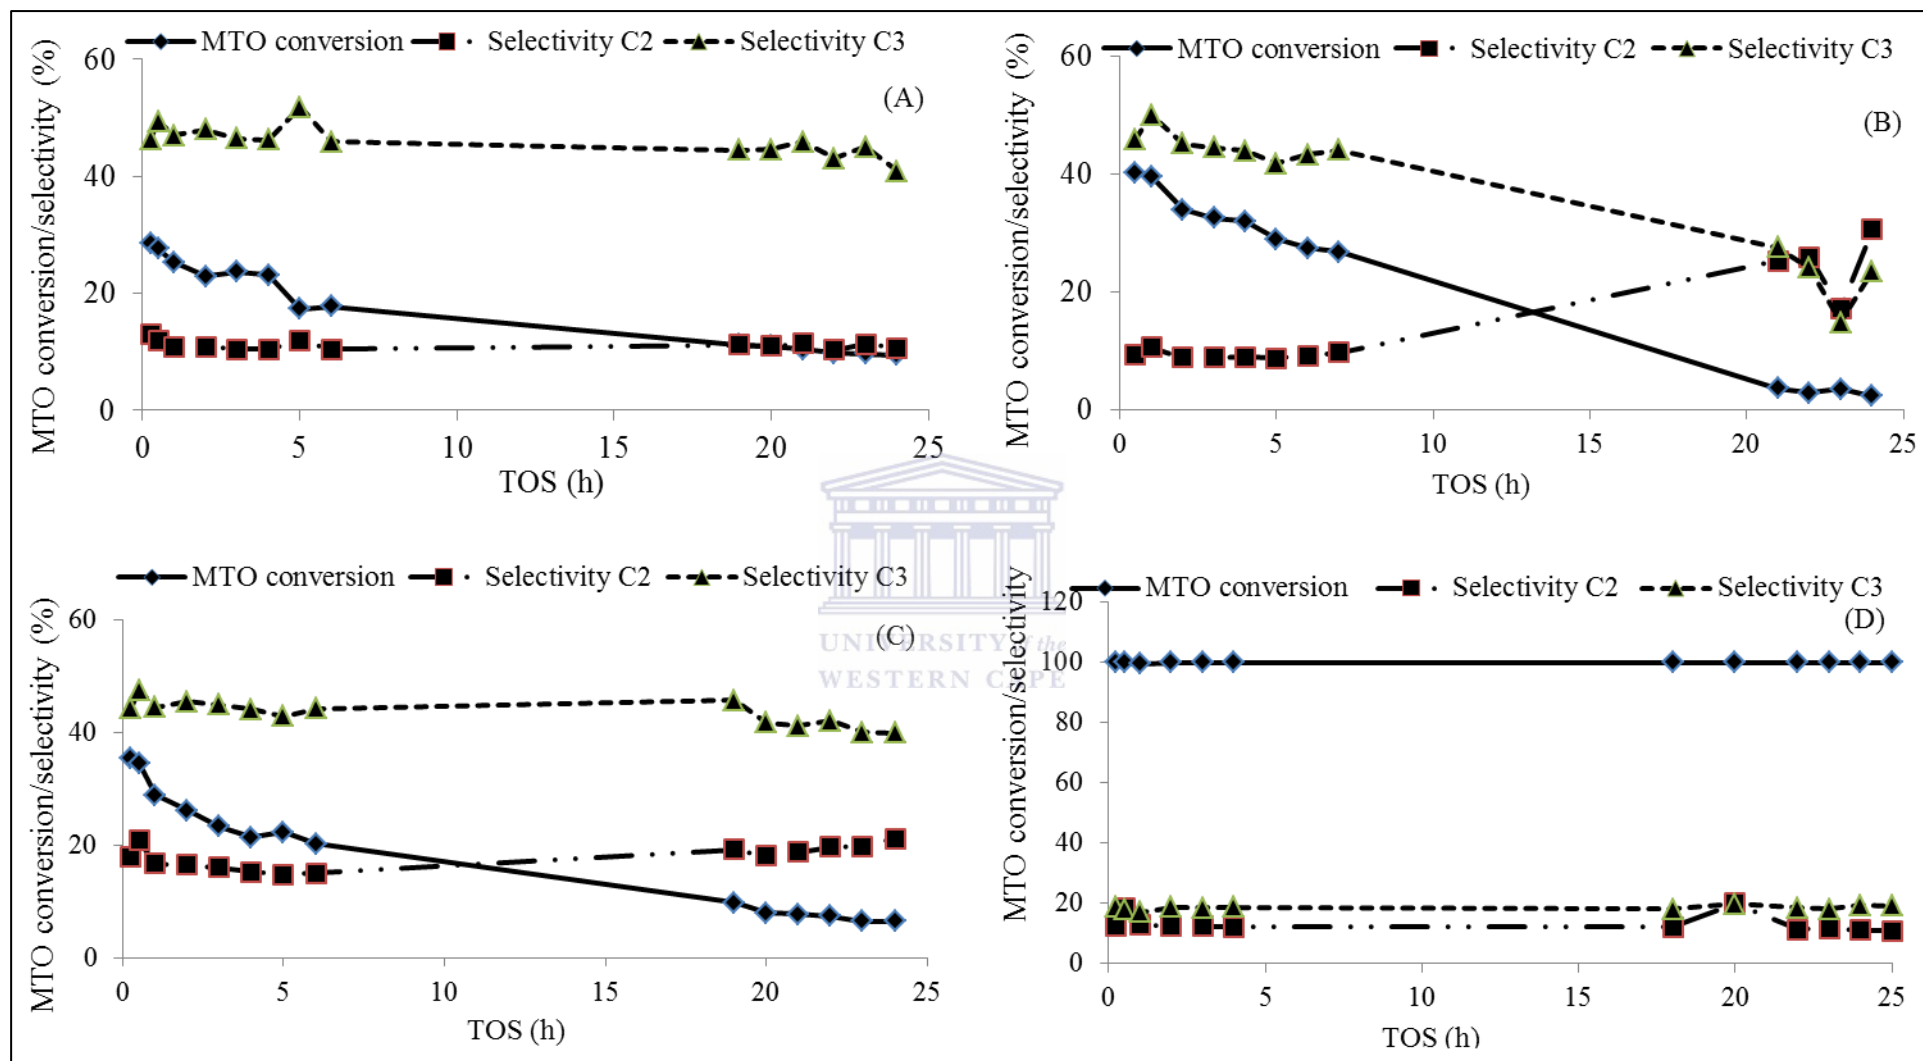 MTO conversion Selectivity C2 Selectivity C3
MTO conversion/selectivity (%)
60
40
20
0
0 5 10 15 20 25
TOS (h)
(A)
MTO conversion Selectivity C2 Selectivity C3
MTO conversion/selectivity (%)
60
40
20
0
0 5 10 15 20 25
TOS (h)
(B)
UNIVERSITY of the
WESTERN CAPE
MTO conversion Selectivity C2 Selectivity C3
MTO conversion/selectivity (%)
60
40
20
0
0 5 10 15 20 25
TOS (h)
(C)
MTO conversion Selectivity C2 Selectivity C3
MTO conversion/selectivity
120
100
80
60
40
20
0
0 5 10 15 20 25
TOS (h)
(D)